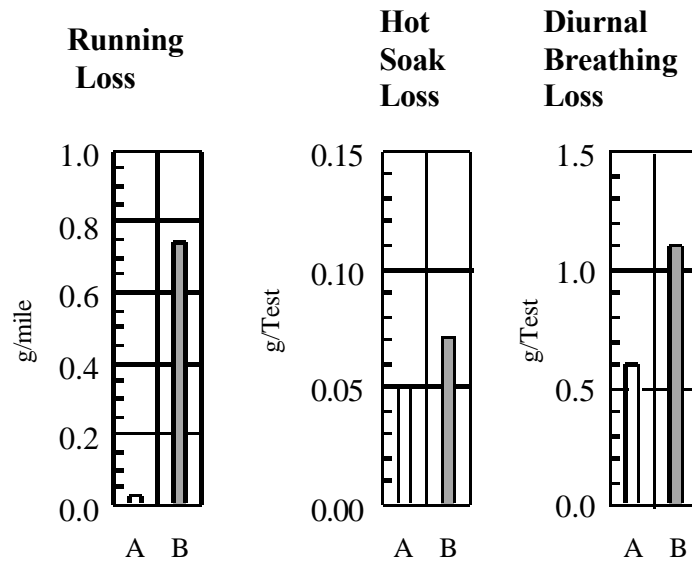 Running
Loss
Hot
Soak
Loss
Diurnal
Breathing
Loss
g/mile
1.0
0.8
0.6
0.4
0.2
0.0
A B
g/Test
0.15
0.10
0.05
0.00
A B
g/Test
1.5
1.0
0.5
0.0
A B